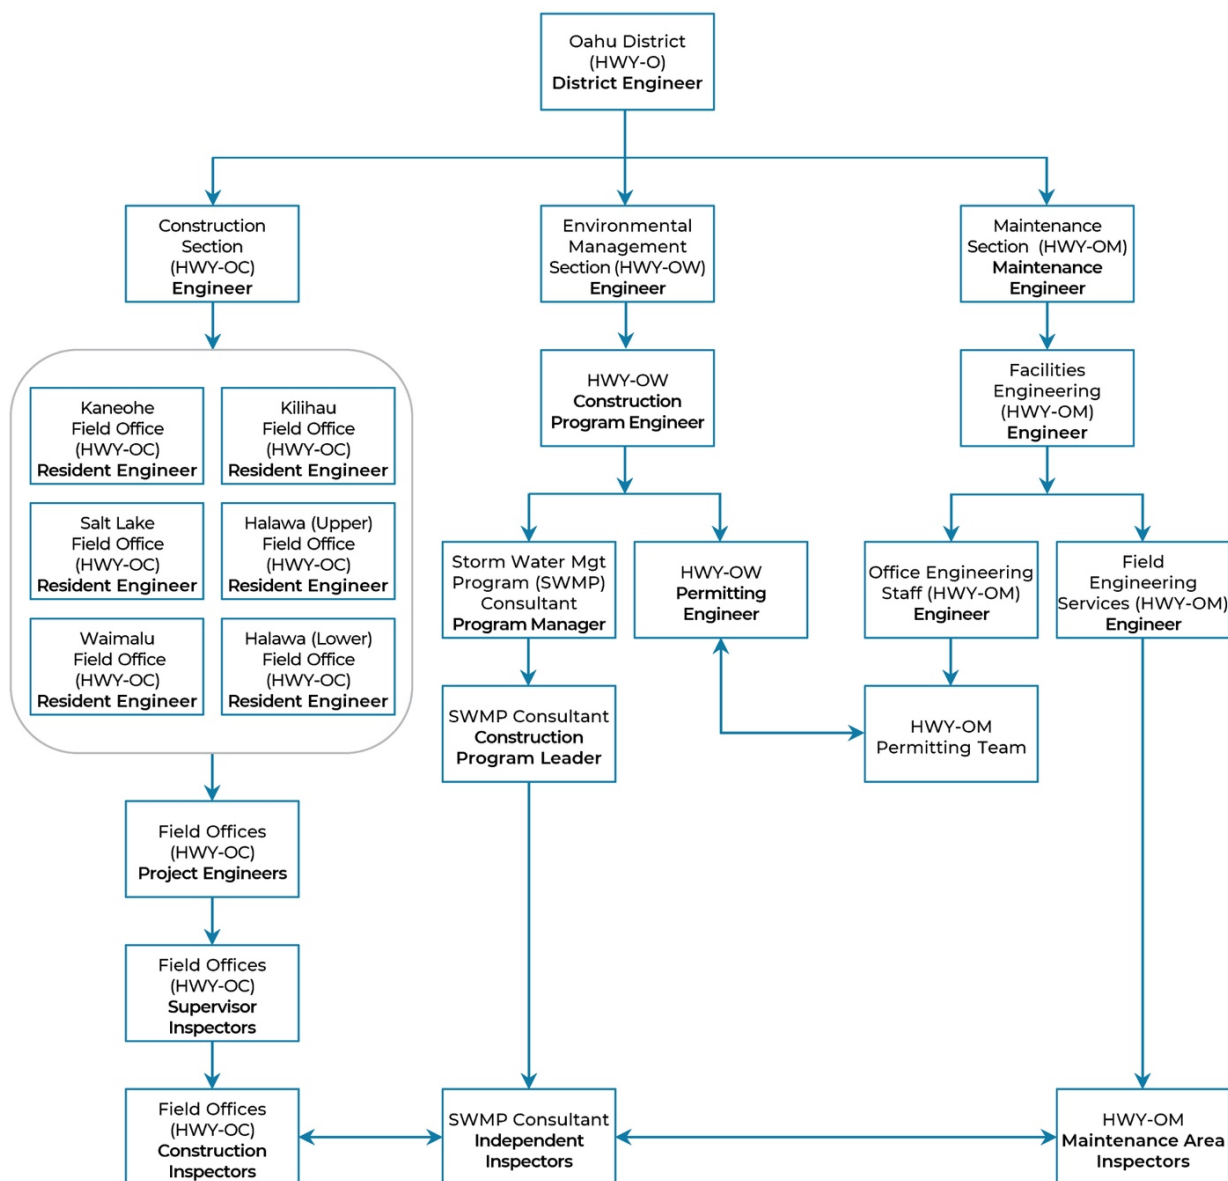 Oahu District
(HWY-O)
District Engineer
Construction
Section
(HWY-OC)
Engineer
Environmental
Management
Section (HWY-OW)
Engineer
Maintenance
Section (HWY-OM)
Maintenance
Engineer
Kaneohe
Field Office
(HWY-OC)
Resident Engineer
Kilihau
Field Office
(HWY-OC)
Resident Engineer
Salt Lake
Field Office
(HWY-OC)
Resident Engineer
Halawa (Upper)
Field Office
(HWY-OC)
Resident Engineer
Waimalu
Field Office
(HWY-OC)
Resident Engineer
Halawa (Lower)
Field Office
(HWY-OC)
Resident Engineer
HWY-OW
Construction
Program Engineer
Facilities
Engineering
(HWY-OM)
Engineer
Storm Water Mgt
Program (SWMP)
Consultant
Program Manager
HWY-OW
Permitting
Engineer
Office Engineering
Staff (HWY-OM)
Engineer
Field
Engineering
Services (HWY-OM)
Engineer
SWMP Consultant
Construction
Program Leader
HWY-OM
Permitting Team
Field Offices
(HWY-OC)
Project Engineers
Field Offices
(HWY-OC)
Supervisor
Inspectors
Field Offices
(HWY-OC)
Construction
Inspectors
SWMP Consultant
Independent
Inspectors
HWY-OM
Maintenance Area
Inspectors